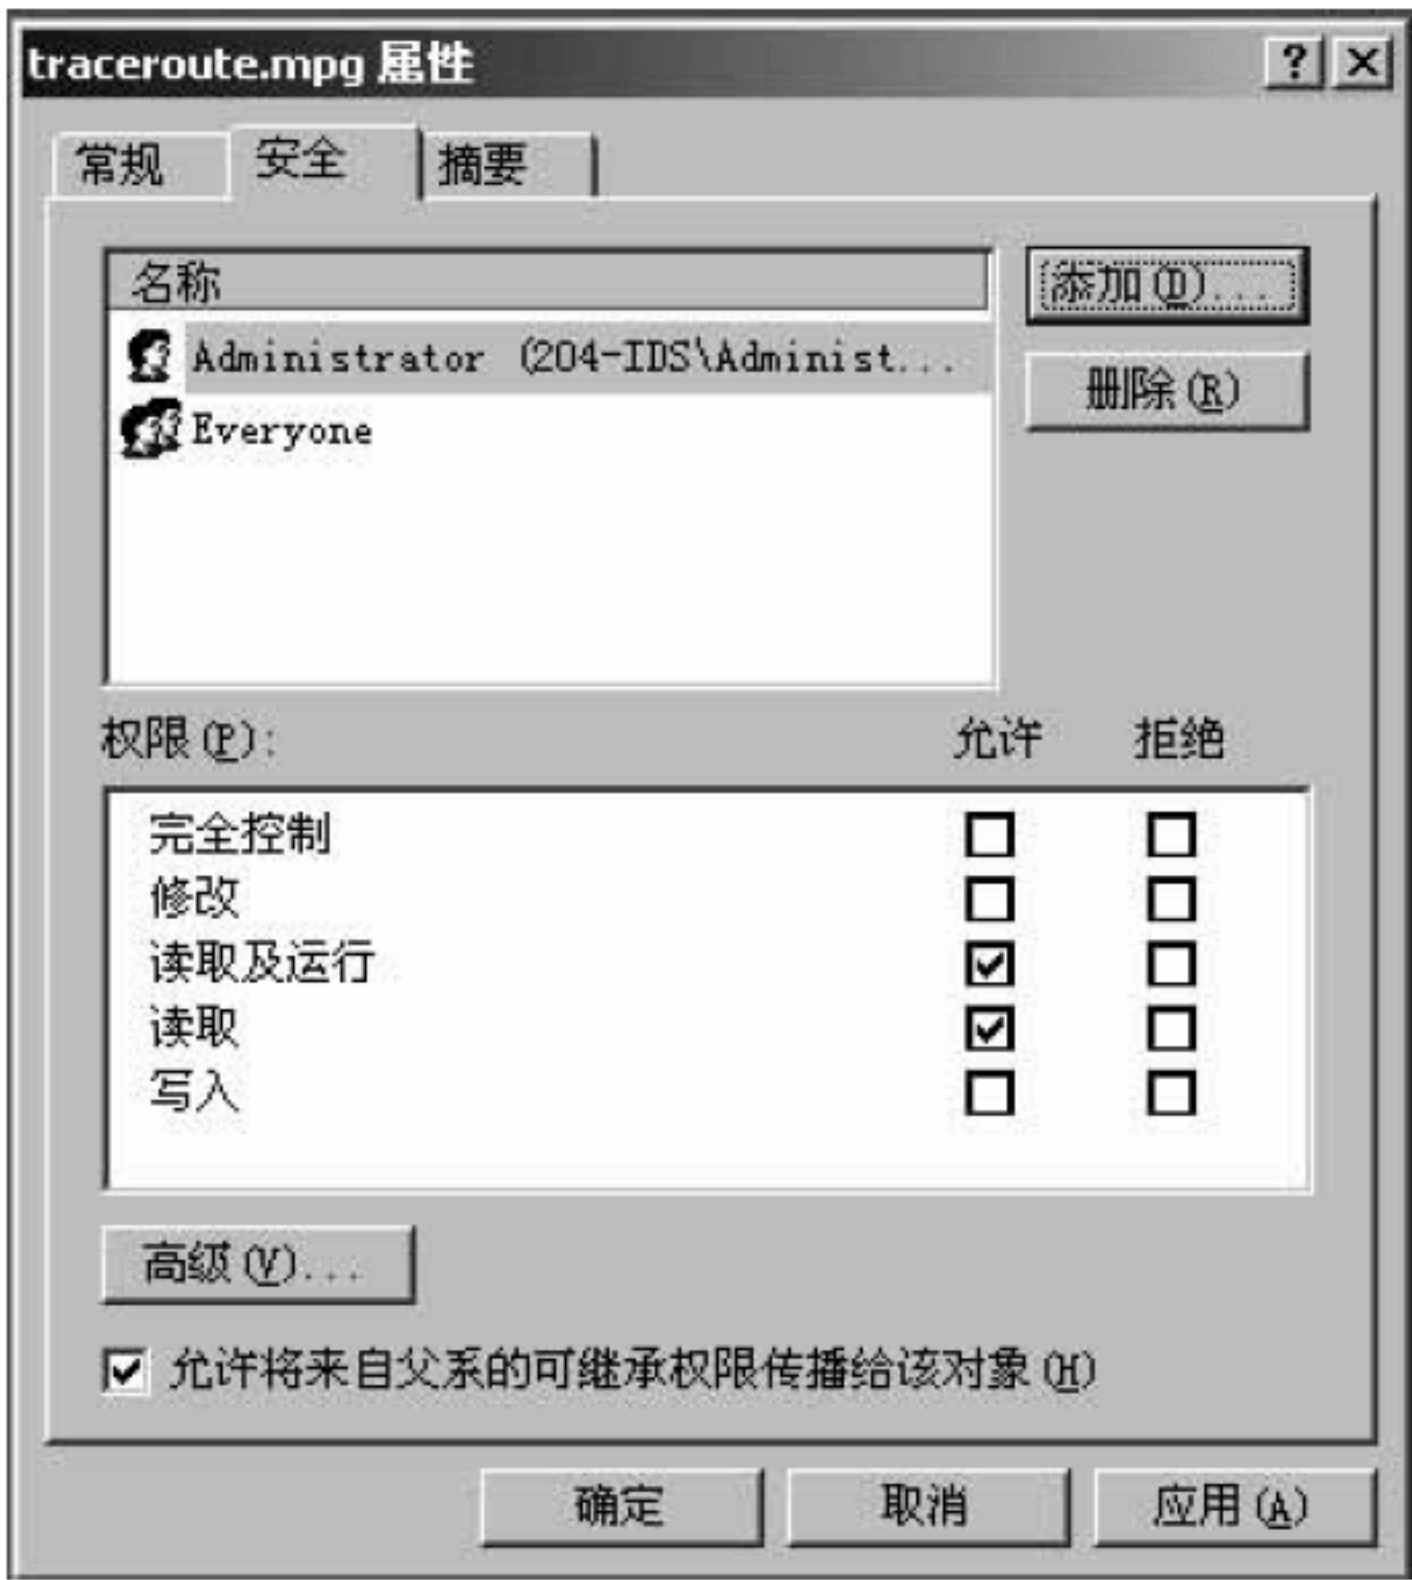 traceroute.mpg 属性
常规 安全 摘要
名称
添加(D)...
Administrator (204-IDS\Administ...
删除(R)
Everyone
权限(P): 允许 拒绝
完全控制
修改
读取及运行
读取
写入
高级(V)...
允许将来自父系的可继承权限传播给该对象(H)
确定 取消 应用(A)